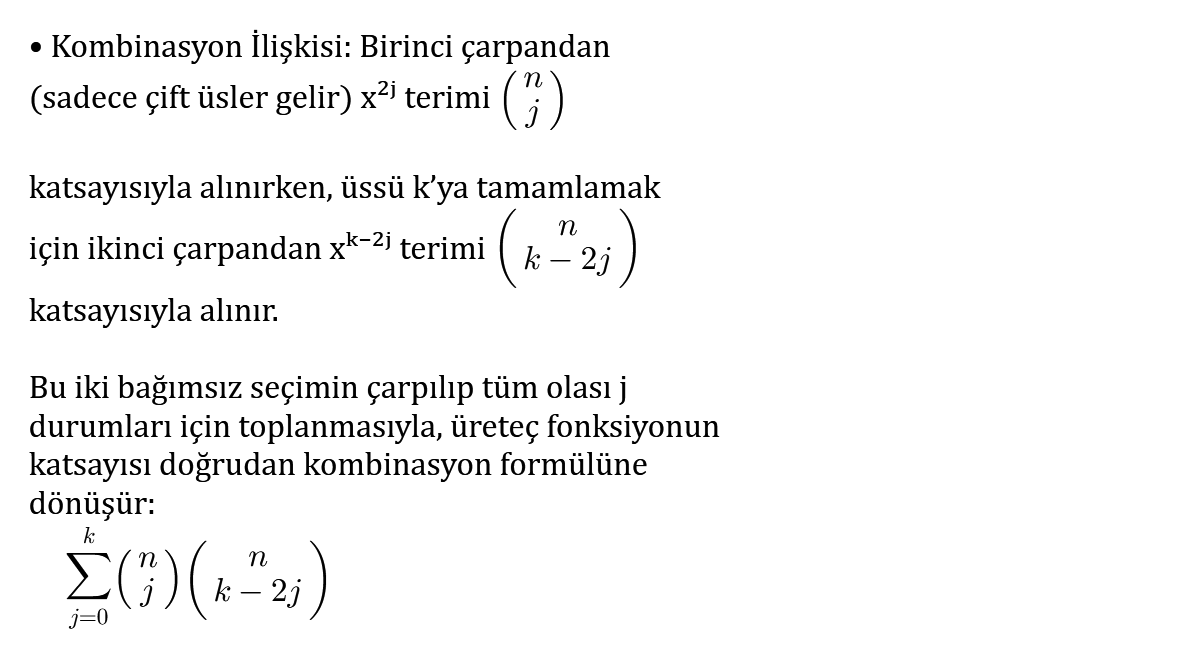 • Kombinasyon İlişkisi: Birinci çarpandan
(sadece çift üsler gelir) x²ʲ terimi \binom{n}{j}
katsayısıyla alınırken, üssü k’ya tamamlamak
için ikinci çarpandan xᵏ⁻²ʲ terimi \binom{n}{k-2j}
katsayısıyla alınır.
Bu iki bağımsız seçimin çarpılıp tüm olası j
durumları için toplanmasıyla, üreteç fonksiyonun
katsayısı doğrudan kombinasyon formülüne
dönüşür:
\sum_{j=0}^{k} \binom{n}{j} \binom{n}{k-2j}